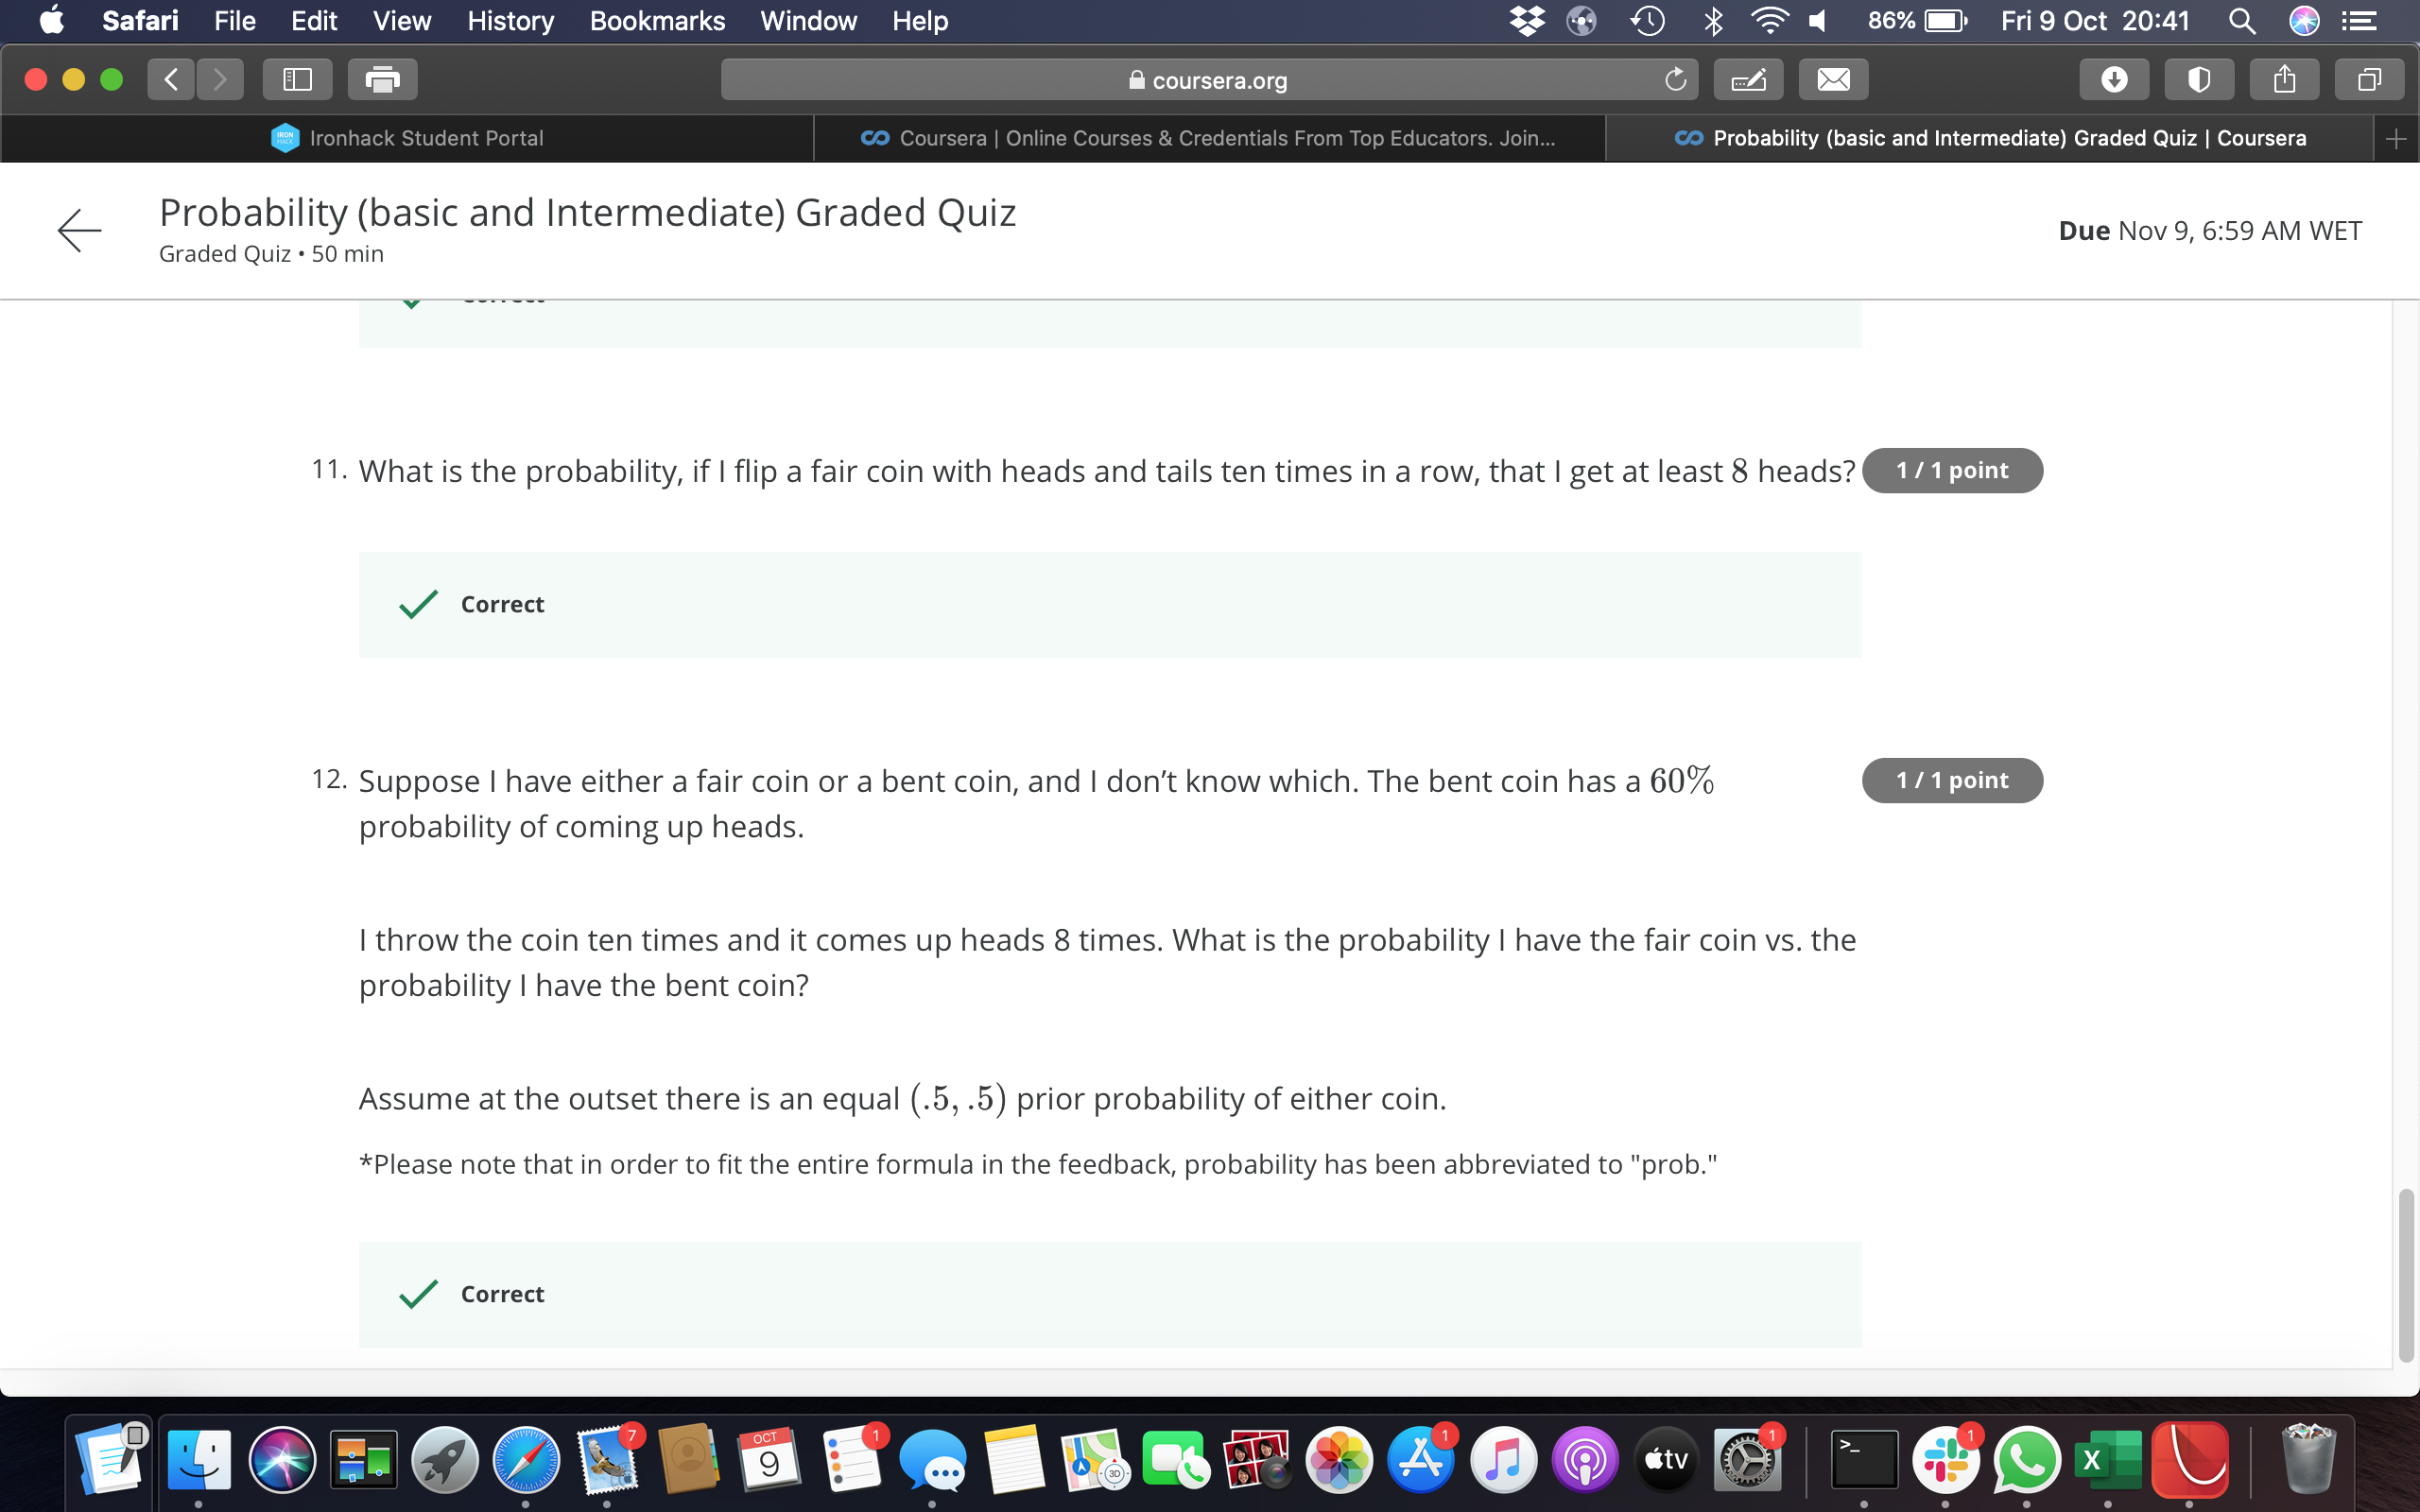 Safari File Edit View History Bookmarks Window Help 86% Fri 9 Oct 20:41
coursera.org
IRON HACK Ironhack Student Portal Coursera | Online Courses & Credentials From Top Educators. Join... Probability (basic and Intermediate) Graded Quiz | Coursera
Probability (basic and Intermediate) Graded Quiz
Graded Quiz • 50 min
Due Nov 9, 6:59 AM WET
Correct
11. What is the probability, if I flip a fair coin with heads and tails ten times in a row, that I get at least 8 heads? 1 / 1 point
Correct
12. Suppose I have either a fair coin or a bent coin, and I don’t know which. The bent coin has a 60% 1 / 1 point
probability of coming up heads.
I throw the coin ten times and it comes up heads 8 times. What is the probability I have the fair coin vs. the
probability I have the bent coin?
Assume at the outset there is an equal (.5, .5) prior probability of either coin.
*Please note that in order to fit the entire formula in the feedback, probability has been abbreviated to "prob."
Correct
7 OCT 9 1 3D 1 tv 1 >_ 1 X